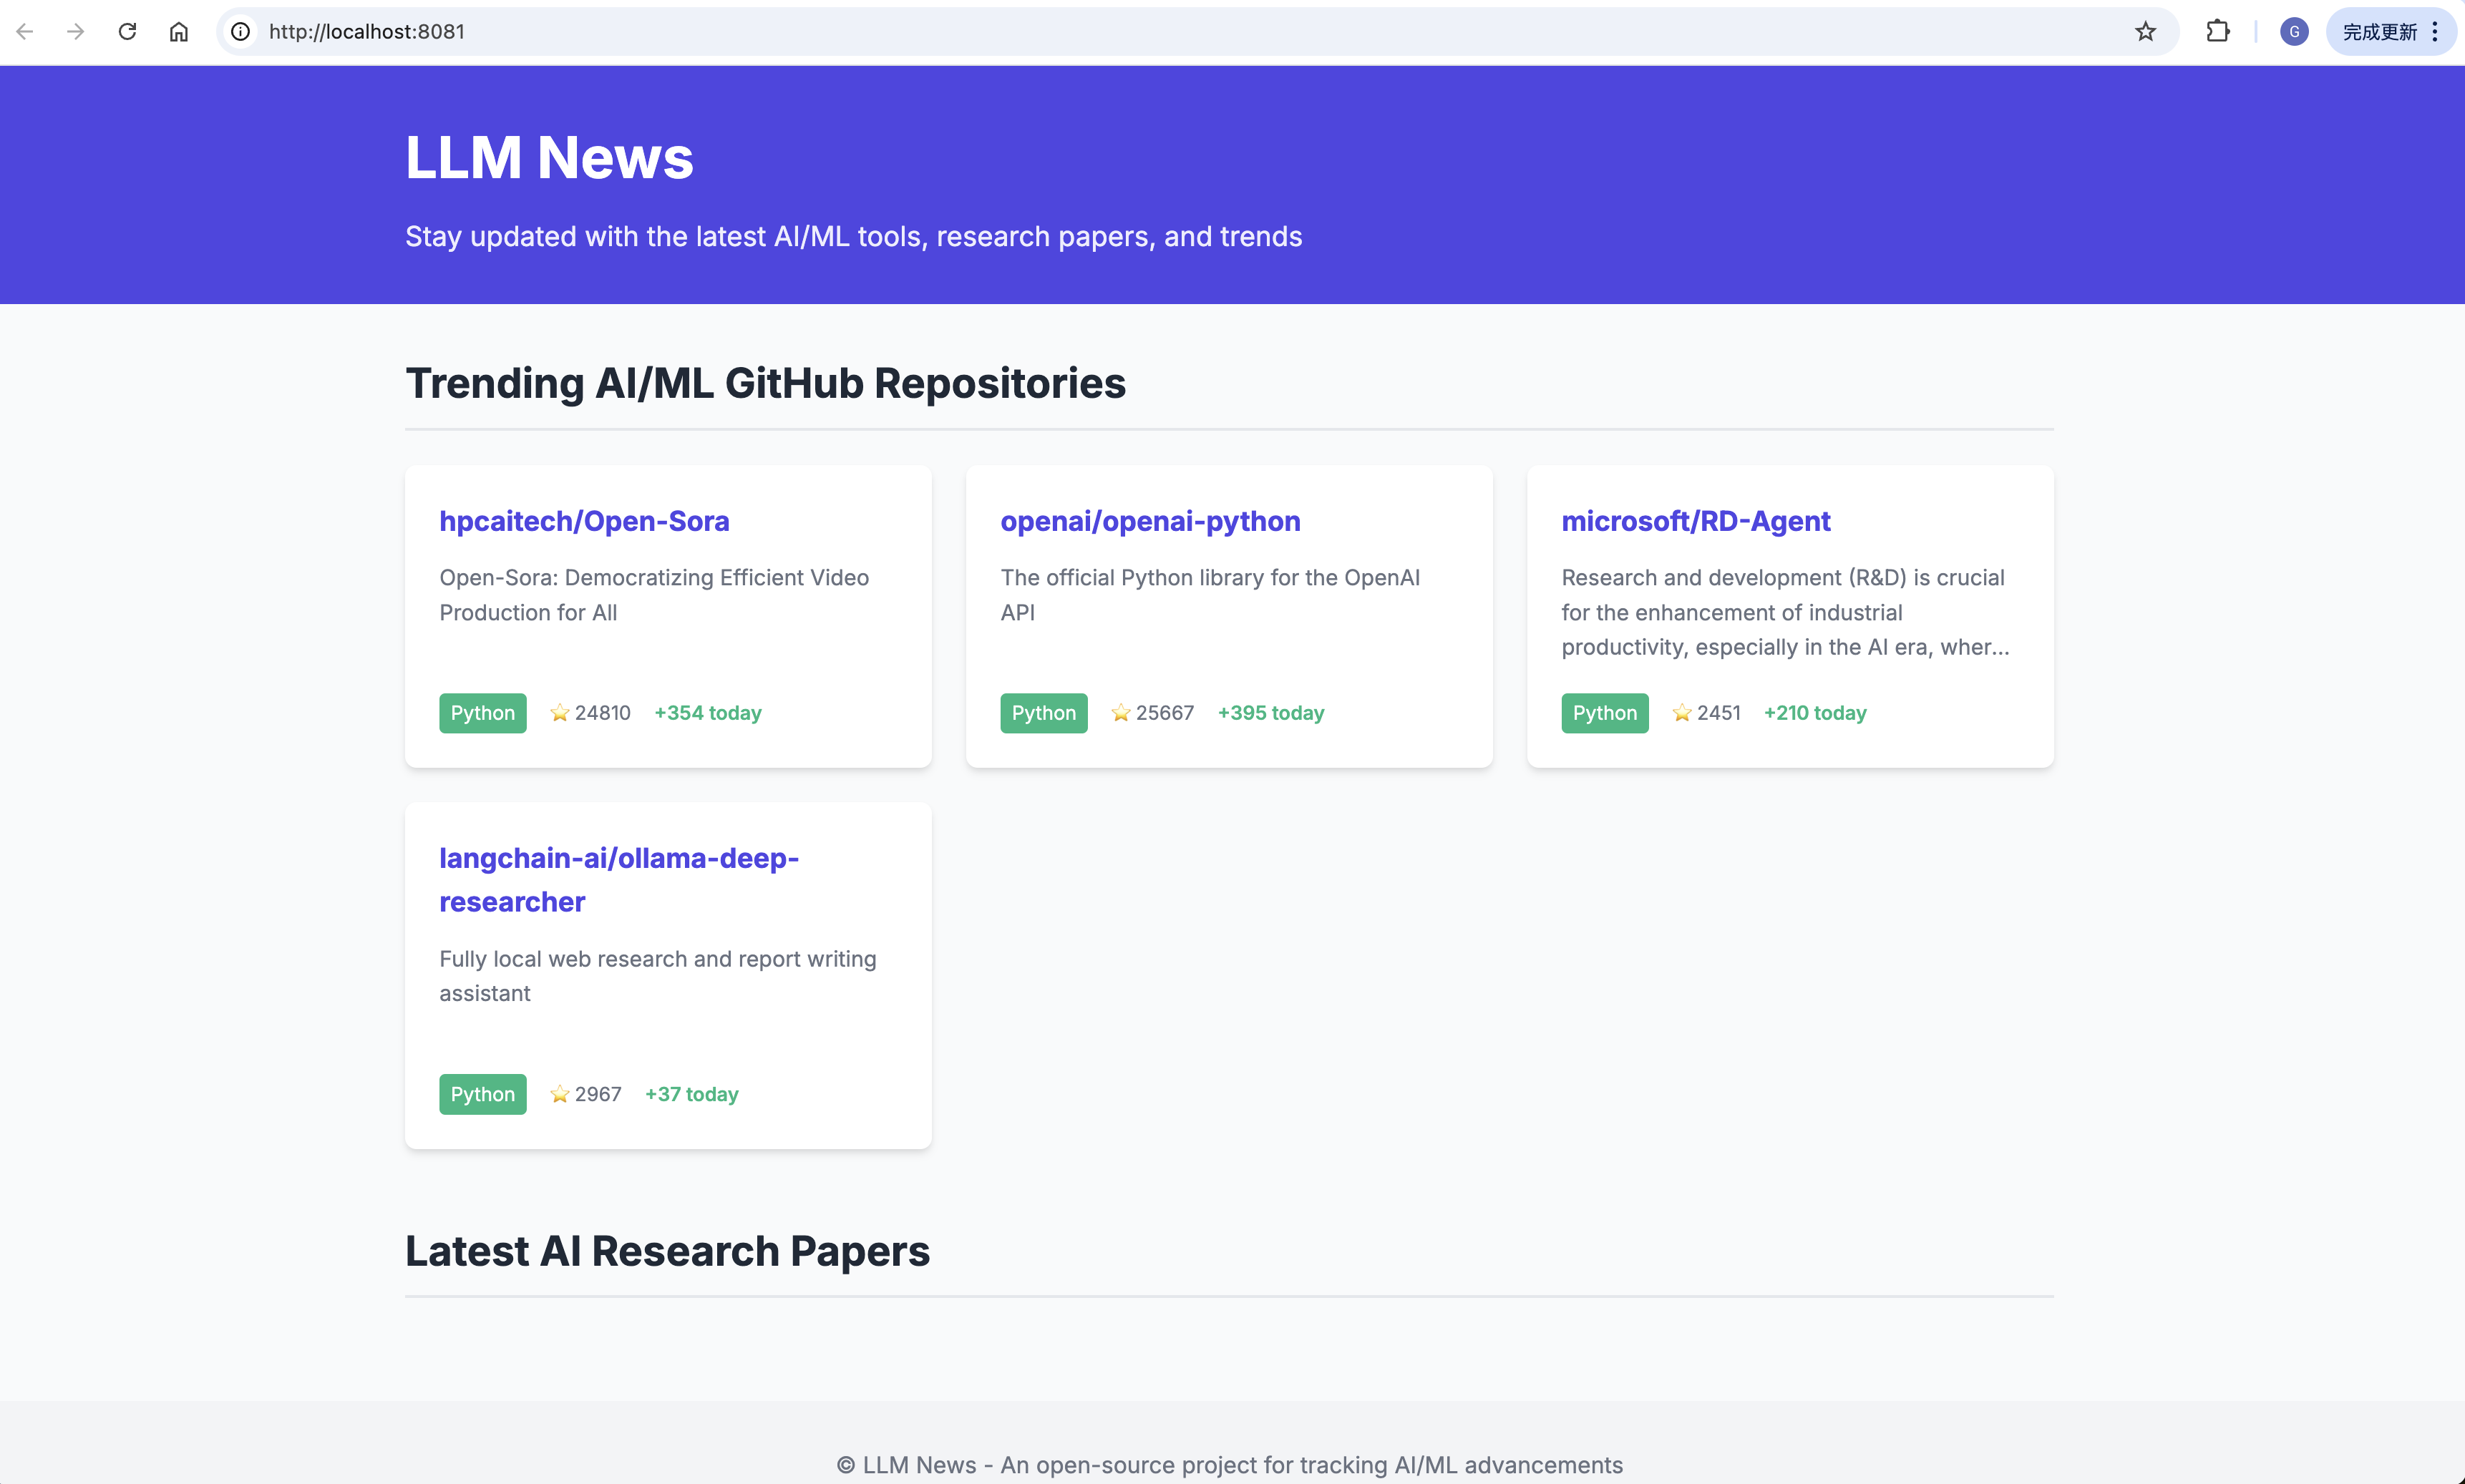 http://localhost:8081
G
完成更新
LLM News
Stay updated with the latest AI/ML tools, research papers, and trends
Trending AI/ML GitHub Repositories
hpcaitech/Open-Sora
Open-Sora: Democratizing Efficient Video
Production for All
Python
24810
+354 today
openai/openai-python
The official Python library for the OpenAI
API
Python
25667
+395 today
microsoft/RD-Agent
Research and development (R&D) is crucial
for the enhancement of industrial
productivity, especially in the AI era, wher...
Python
2451
+210 today
langchain-ai/ollama-deep-
researcher
Fully local web research and report writing
assistant
Python
2967
+37 today
Latest AI Research Papers
© LLM News - An open-source project for tracking AI/ML advancements